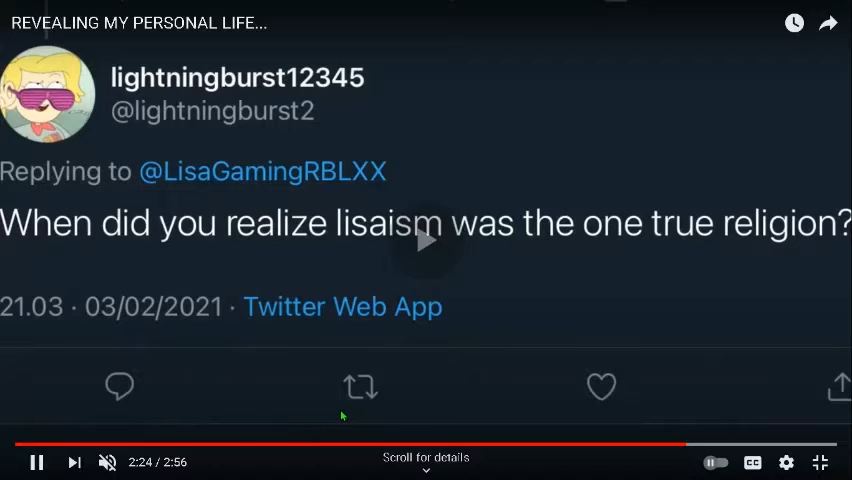 REVEALING MY PERSONAL LIFE...
lightningburst12345
@lightningburst2
Replying to @LisaGamingRBLXX
When did you realize lisaism was the one true religion?
21.03 · 03/02/2021 · Twitter Web App
2:24 / 2:56
Scroll for details
CC